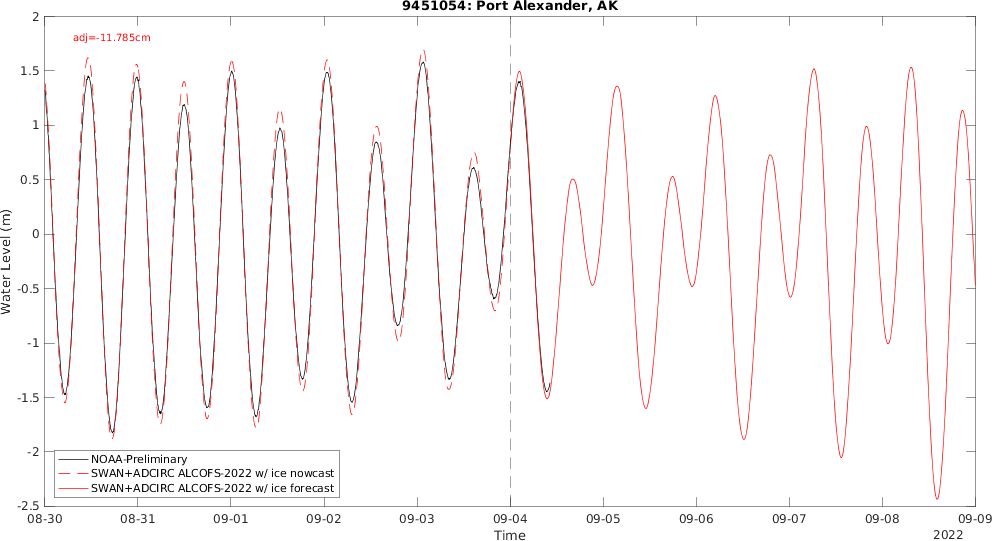 9451054: Port Alexander, AK
adj=-11.785cm
2
1.5
1
0.5
0
-0.5
-1
-1.5
-2
-2.5
Water Level (m)
NOAA-Preliminary
SWAN+ADCIRC ALCOFS-2022 w/ ice nowcast
SWAN+ADCIRC ALCOFS-2022 w/ ice forecast
08-30 08-31 09-01 09-02 09-03 09-04 09-05 09-06 09-07 09-08 09-09
Time
2022